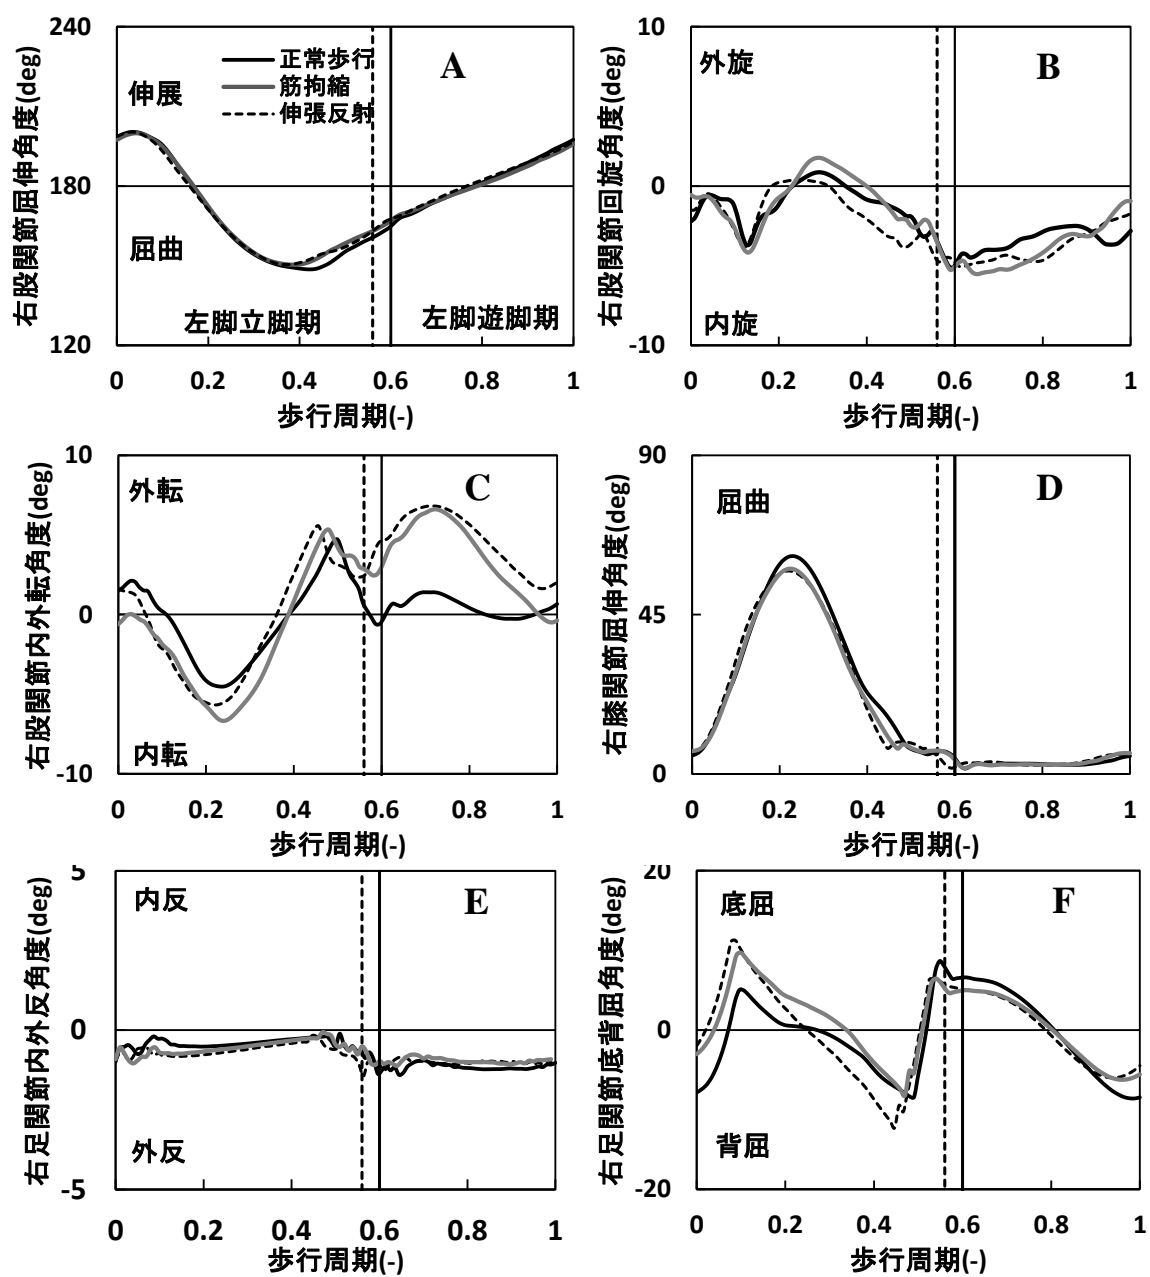 240
180
120
右股関節屈伸角度(deg)
伸展
屈曲
正常歩行
筋拘縮
伸張反射
A
左脚立脚期
左脚遊脚期
0 0.2 0.4 0.6 0.8 1
歩行周期(-)
10
0
-10
右股関節回旋角度(deg)
外旋
内旋
B
0 0.2 0.4 0.6 0.8 1
歩行周期(-)
10
0
-10
右股関節内外転角度(deg)
外転
内転
C
0 0.2 0.4 0.6 0.8 1
歩行周期(-)
90
45
0
右膝関節屈伸角度(deg)
屈曲
D
0 0.2 0.4 0.6 0.8 1
歩行周期(-)
5
0
-5
右足関節内外反角度(deg)
内反
外反
E
0 0.2 0.4 0.6 0.8 1
歩行周期(-)
20
0
-20
右足関節底背屈角度(deg)
底屈
背屈
F
0 0.2 0.4 0.6 0.8 1
歩行周期(-)